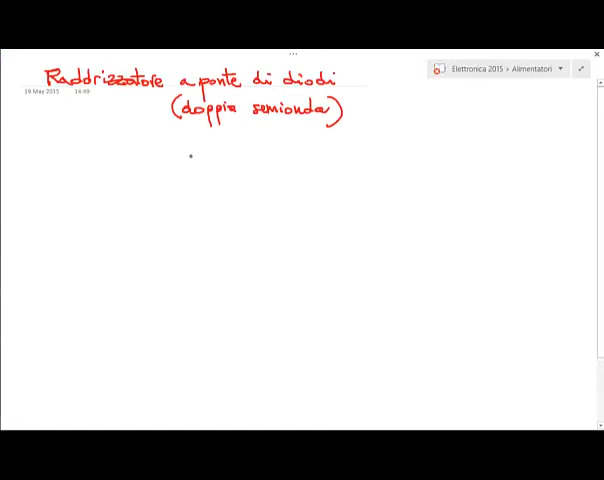 Elettronica 2015 > Alimentatori
Raddrizzatore a ponte di diodi
19 May 2015 14:49
(doppia semionda)